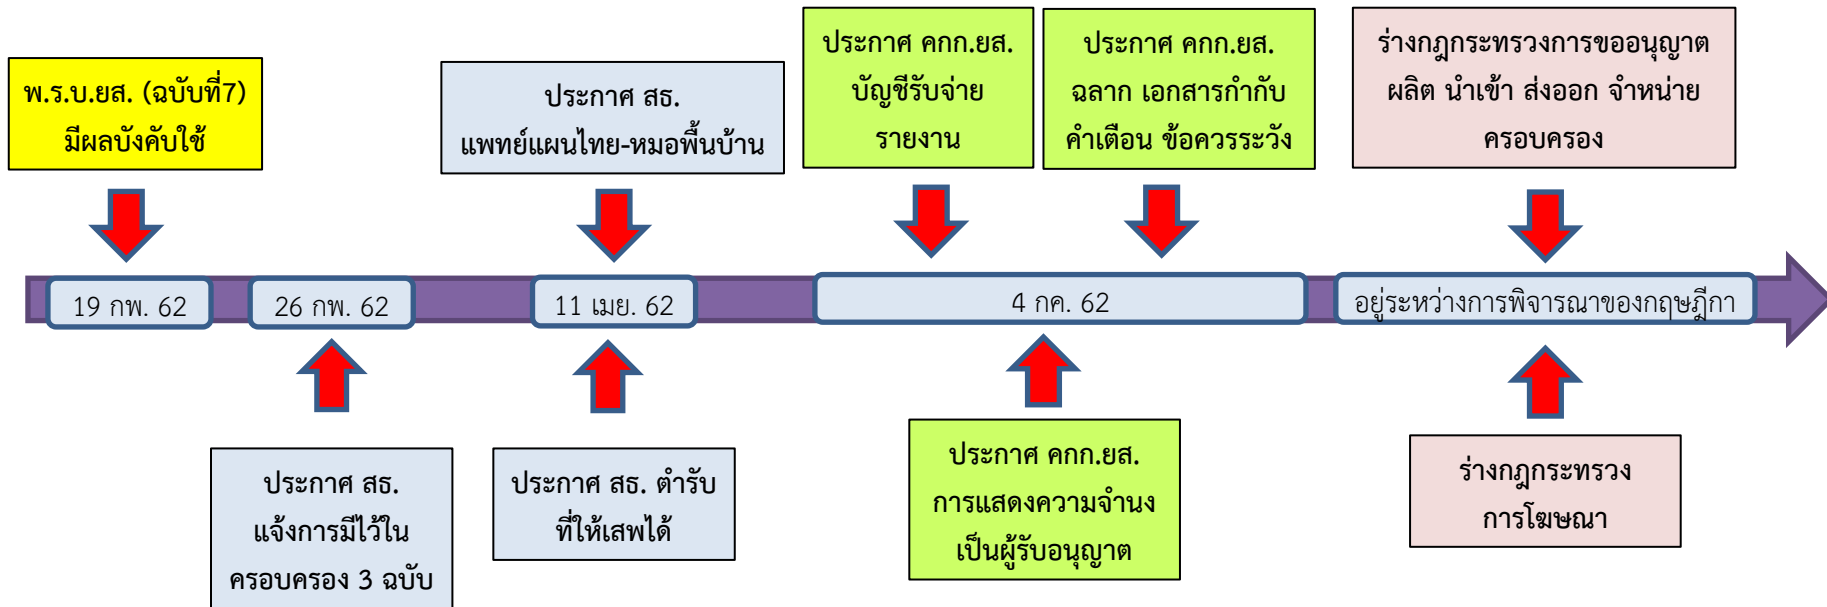 พ.ร.บ.ยส. (ฉบับที่7)
มีผลบังคับใช้
ประกาศ สธ.
แพทย์แผนไทย-หมอพื้นบ้าน
ประกาศ คกก.ยส.
บัญชีรับจ่าย
รายงาน
ประกาศ คกก.ยส.
ฉลาก เอกสารกำกับ
คำเตือน ข้อควรระวัง
ร่างกฎกระทรวงการขออนุญาต
ผลิต นำเข้า ส่งออก จำหน่าย
ครอบครอง
19 กพ. 62
26 กพ. 62
11 เมย. 62
4 กค. 62
อยู่ระหว่างการพิจารณาของกฤษฎีกา
ประกาศ สธ.
แจ้งการมีไว้ใน
ครอบครอง 3 ฉบับ
ประกาศ สธ. ตำรับ
ที่ให้เสพได้
ประกาศ คกก.ยส.
การแสดงความจำนง
เป็นผู้รับอนุญาต
ร่างกฎกระทรวง
การโฆษณา